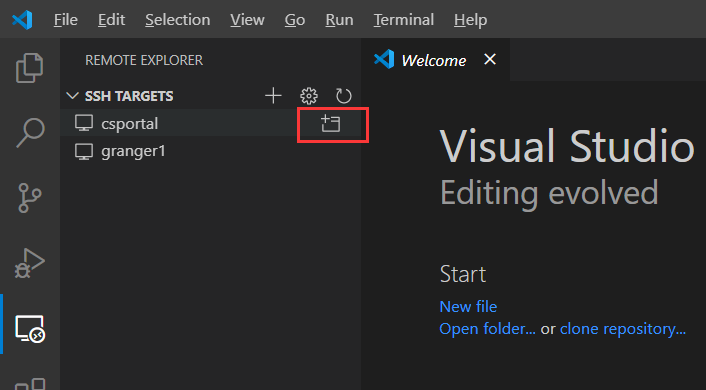 File Edit Selection View Go Run Terminal Help
REMOTE EXPLORER
Welcome
SSH TARGETS
csportal
granger1
Visual Studio
Editing evolved
Start
New file
Open folder... or clone repository...